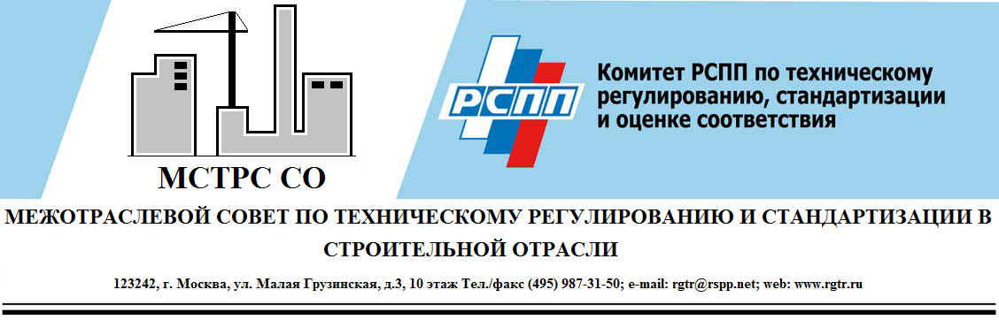 МСТРС СО
РСПП
Комитет РСПП по техническому
регулированию, стандартизации
и оценке соответствия
МЕЖОТРАСЛЕВОЙ СОВЕТ ПО ТЕХНИЧЕСКОМУ РЕГУЛИРОВАНИЮ И СТАНДАРТИЗАЦИИ В
СТРОИТЕЛЬНОЙ ОТРАСЛИ
123242, г. Москва, ул. Малая Грузинская, д.3, 10 этаж Тел./факс (495) 987-31-50; e-mail: rgtr@rspp.net; web: www.rgtr.ru